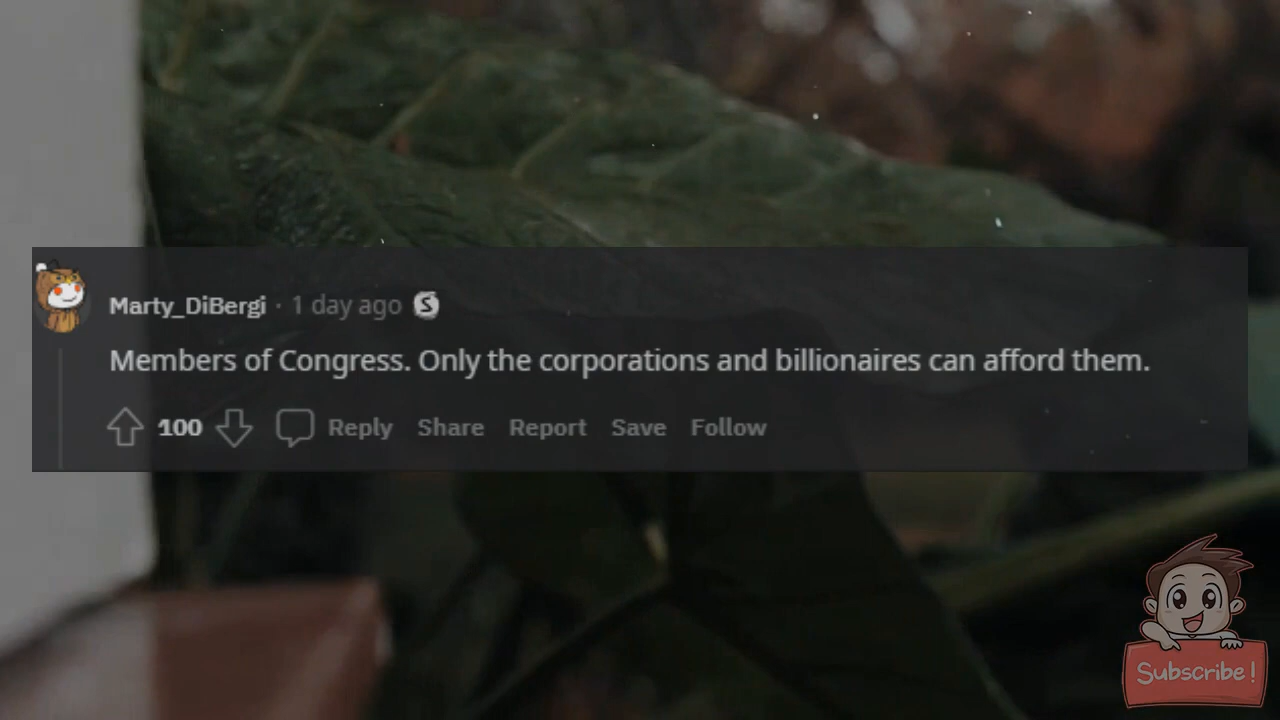 Marty_DiBergi · 1 day ago S
Members of Congress. Only the corporations and billionaires can afford them.
100 Reply Share Report Save Follow
Subscribe!